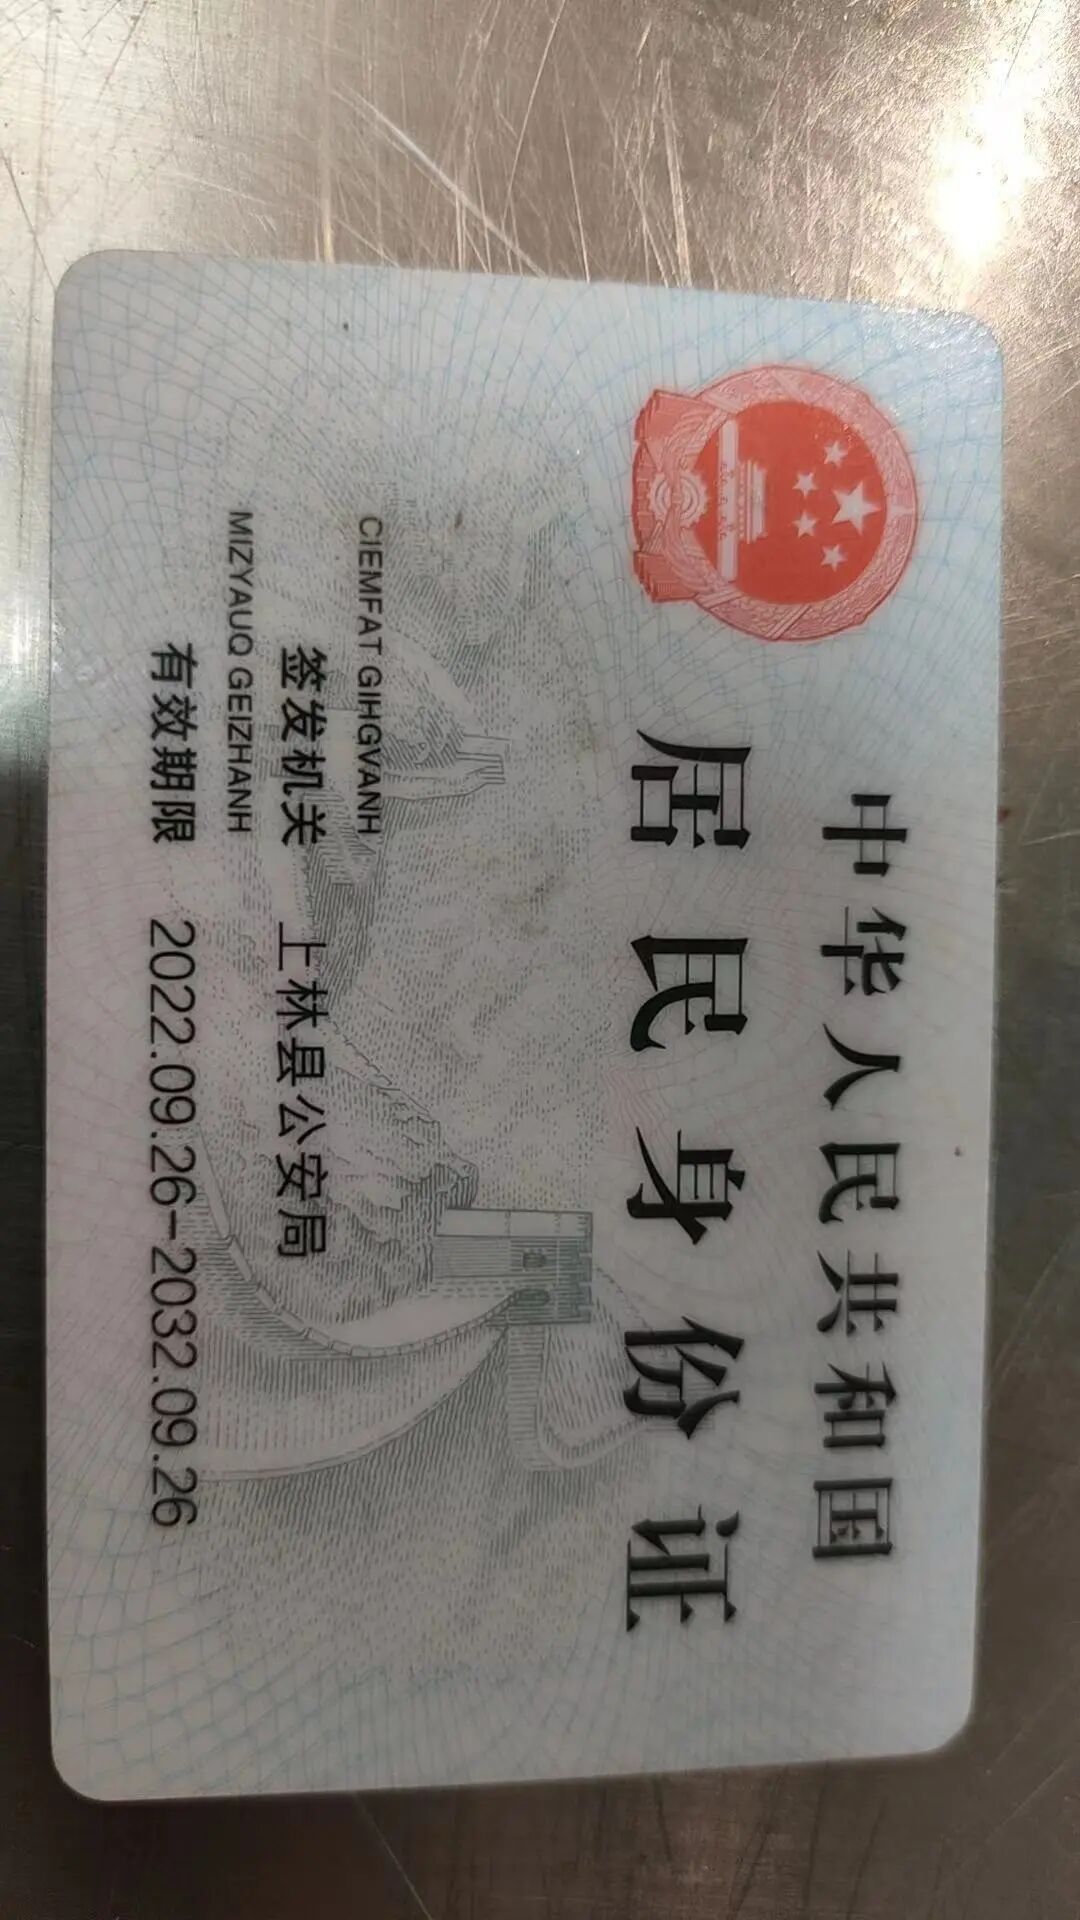 中华人民共和国
居民身份证
CIEMFAT GIHGVANH
签发机关 上林县公安局
MIZYAUQ GEIZHANH
有效期限 2022.09.26-2032.09.26